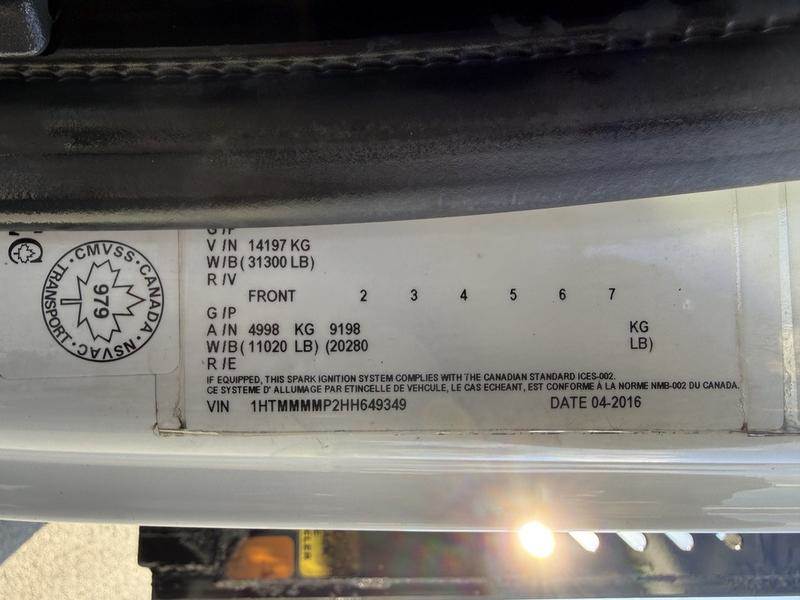 CMVSS · CANADA · NSVAC · TRANSPORT ·
979
G /P
V /N 14197 KG
W/B( 31300 LB)
R /V
FRONT 2 3 4 5 6 7
G /P
A /N 4998 KG 9198 KG
W/B( 11020 LB) (20280 LB)
R /E
IF EQUIPPED, THIS SPARK IGNITION SYSTEM COMPLIES WITH THE CANADIAN STANDARD ICES-002.
CE SYSTEME D' ALLUMAGE PAR ETINCELLE DE VEHCULE, LE CAS ECHEANT, EST CONFORME À LA NORME NMB-002 DU CANADA.
VIN 1HTMMMMP2HH649349 DATE 04-2016